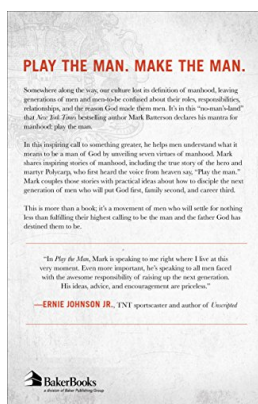 PLAY THE MAN. MAKE THE MAN.
Somewhere along the way, our culture lost its definition of manhood, leaving
generations of men and men-to-be confused about their roles, responsibilities,
relationships, and the reason God made them men. It's in this "no-man's-land"
that New York Times bestselling author Mark Batterson declares his mantra for
manhood: play the man.
In this inspiring call to something greater, he helps men understand what it
means to be a man of God by unveiling seven virtues of manhood. Mark
shares inspiring stories of manhood, including the true story of the hero and
martyr Polycarp, who first heard the voice from heaven say, "Play the man."
Mark couples those stories with practical ideas about how to disciple the next
generation of men who will put God first, family second, and career third.
This is more than a book; it's a movement of men who will settle for nothing
less than fulfilling their highest calling to be the man and the father God has
destined them to be.
"In Play the Man, Mark is speaking to me right where I live at this
very moment. Even more important, he's speaking to all men faced
with the awesome responsibility of raising up the next generation.
His ideas, advice, and encouragement are priceless."
—ERNIE JOHNSON JR., TNT sportscaster and author of Unscripted
BakerBooks
a division of Baker Publishing Group